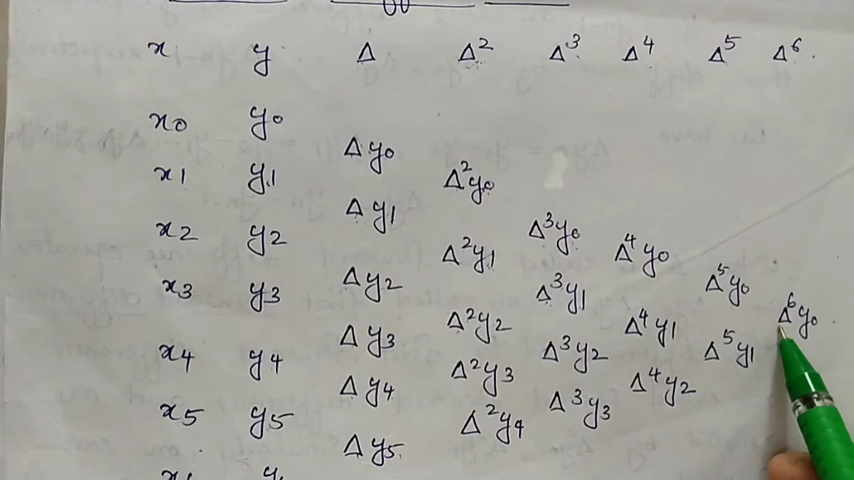 x y Δ Δ² Δ³ Δ⁴ Δ⁵ Δ⁶
x0 y0
Δy0
x1 y1 Δ²y0
Δy1 Δ³y0
x2 y2 Δ²y1 Δ⁴y0
Δy2 Δ³y1 Δ⁵y0
x3 y3 Δ²y2 Δ⁴y1 Δ⁶y0
Δy3 Δ³y2 Δ⁵y1
x4 y4 Δ²y3 Δ⁴y2
Δy4 Δ³y3
x5 y5 Δ²y4
Δy5